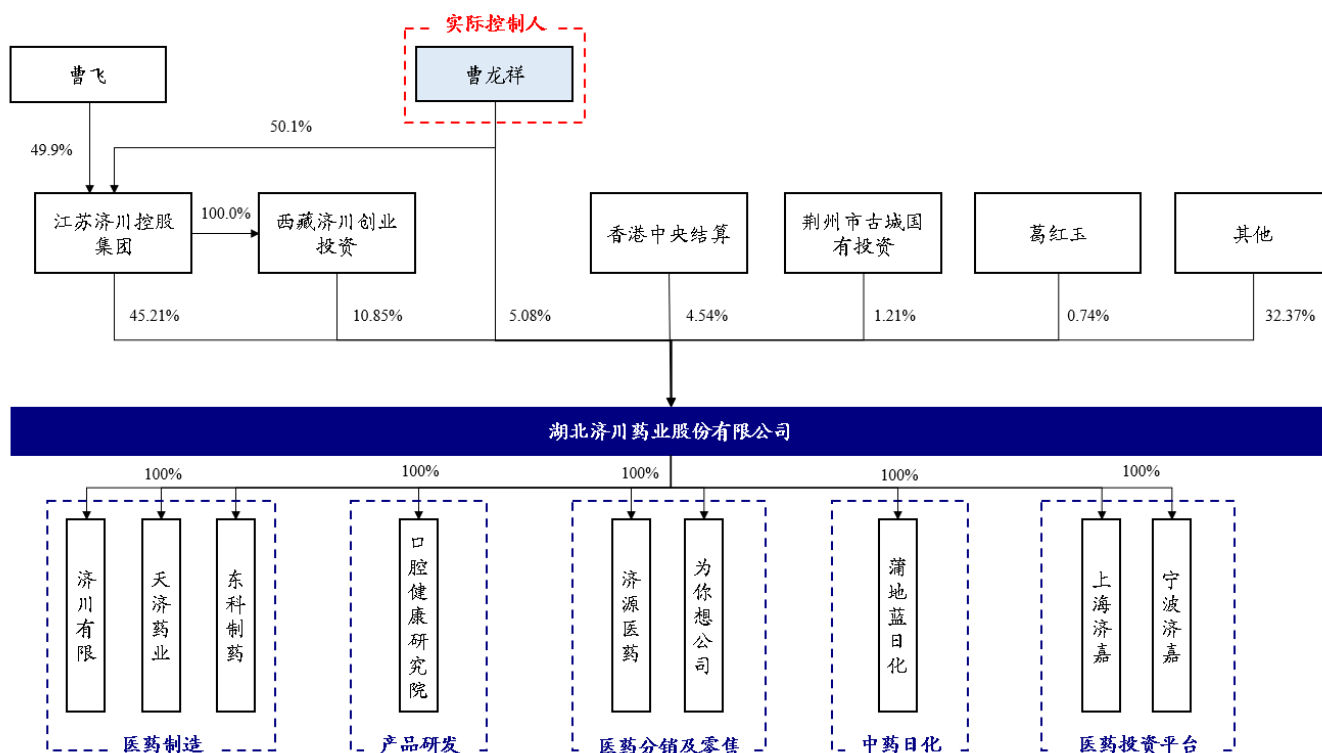 实际控制人
曹飞
曹龙祥
50.1%
49.9%
江苏济川控股
集团
100.0%
西藏济川创业
投资
香港中央结算
荆州市古城国
有投资
葛红玉
其他
45.21%
10.85%
5.08%
4.54%
1.21%
0.74%
32.37%
湖北济川药业股份有限公司
100%
100%
100%
100%
100%
济川有限
天济药业
东科制药
口腔健康研究院
济源医药
为你想公司
蒲地蓝日化
上海济嘉
宁波济嘉
医药制造
产品研发
医药分销及零售
中药日化
医药投资平台